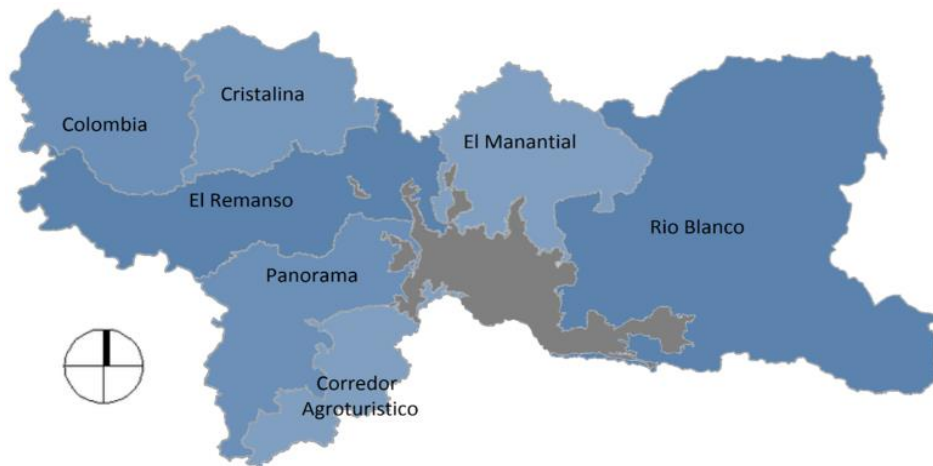 Cristalina
Colombia
El Manantial
El Remanso
Rio Blanco
Panorama
Corredor
Agroturistico